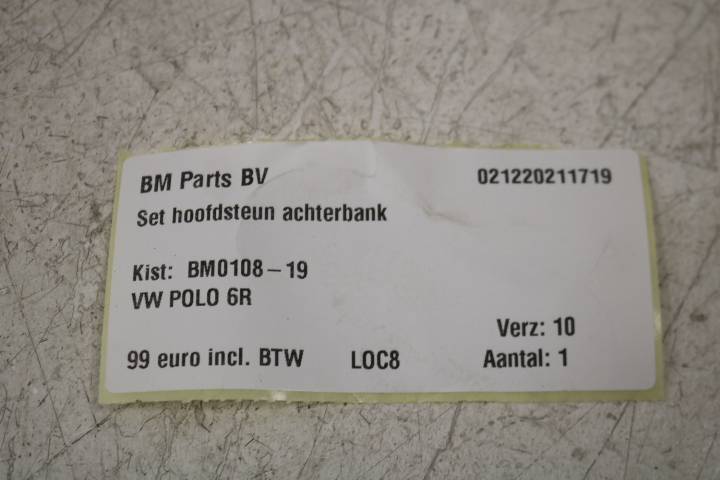 BM Parts BV 021220211719
Set hoofdsteun achterbank
Kist: BM0108-19
VW POLO 6R
Verz: 10
99 euro incl. BTW LOC8 Aantal: 1